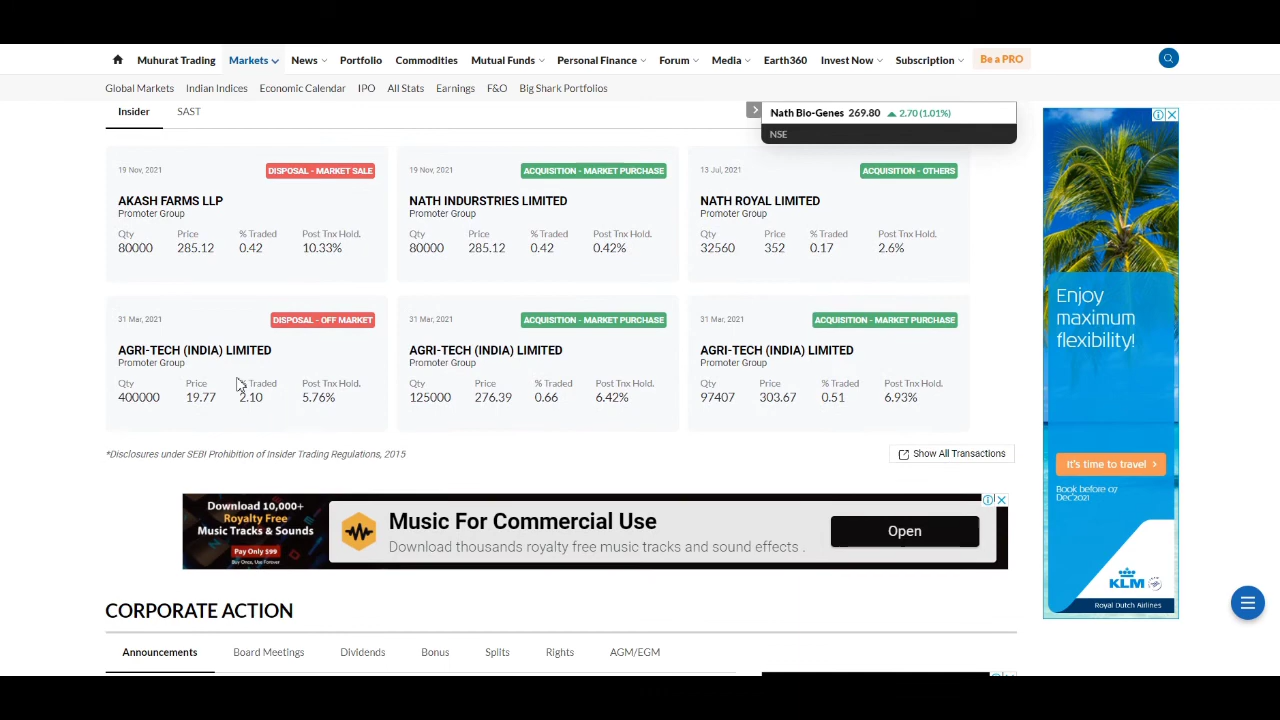 Muhurat Trading Markets News Portfolio Commodities Mutual Funds Personal Finance Forum Media Earth360 Invest Now Subscription Be a PRO
Global Markets Indian Indices Economic Calendar IPO All Stats Earnings F&O Big Shark Portfolios
Insider SAST
Nath Bio-Genes 269.80 2.70 (1.01%)
NSE
19 Nov, 2021 DISPOSAL - MARKET SALE
AKASH FARMS LLP
Promoter Group
Qty Price % Traded Post Tnx Hold.
80000 285.12 0.42 10.33%
19 Nov, 2021 ACQUISITION - MARKET PURCHASE
NATH INDURSTRIES LIMITED
Promoter Group
Qty Price % Traded Post Tnx Hold.
80000 285.12 0.42 0.42%
13 Jul, 2021 ACQUISITION - OTHERS
NATH ROYAL LIMITED
Promoter Group
Qty Price % Traded Post Tnx Hold.
32560 352 0.17 2.6%
31 Mar, 2021 DISPOSAL - OFF MARKET
AGRI-TECH (INDIA) LIMITED
Promoter Group
Qty Price % Traded Post Tnx Hold.
400000 19.77 2.10 5.76%
31 Mar, 2021 ACQUISITION - MARKET PURCHASE
AGRI-TECH (INDIA) LIMITED
Promoter Group
Qty Price % Traded Post Tnx Hold.
125000 276.39 0.66 6.42%
31 Mar, 2021 ACQUISITION - MARKET PURCHASE
AGRI-TECH (INDIA) LIMITED
Promoter Group
Qty Price % Traded Post Tnx Hold.
97407 303.67 0.51 6.93%
*Disclosures under SEBI Prohibition of Insider Trading Regulations, 2015
Show All Transactions
Download 10,000+
Royalty Free
Music Tracks & Sounds
Pay Only $99
Buy Once, Use Forever
Music For Commercial Use
Download thousands royalty free music tracks and sound effects .
Open
CORPORATE ACTION
Announcements Board Meetings Dividends Bonus Splits Rights AGM/EGM
Enjoy
maximum
flexibility!
It's time to travel
Book before 07
Dec'2021
KLM
Royal Dutch Airlines